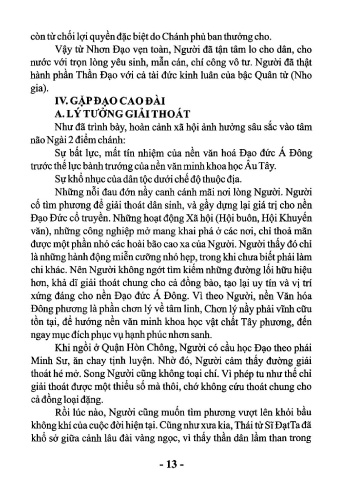 còn từ chối lợi quyền đặc biệt do Chánh phủ ban thưởng cho.
Vậy từ Nhơn Đạo vẹn toàn, Người đã tận tâm lo cho dân, cho
nước với trọn lòng yêu sinh, mẫn cán, chí công vô tư. Người đã thật
hành phần Thần Đạo với cả tài đức kinh luân của bậc Quân tử (Nho
gia).
IV. GẶP ĐẠO CAO ĐÀI
A. LÝ TƯỞNG GIẢI THOÁT
Như đã trình bày, hoàn cảnh xã hội ảnh hưởng sâu sắc vào tâm
não Ngài 2 điểm chánh:
Sự bất lực, mất tín nhiệm của nền văn hoá Đạo đức Á Đông
trước thế lực bành trướng của nền văn minh khoa học Âu Tây.
Sự khổ nhục của dân tộc dưới chế độ thuộc địa.
Những nỗi đau đớn nầy canh cánh mãi nơi lòng Người. Người
cố tìm phương để giải thoát dân sinh, và gầy dựng lại giá trị cho nền
Đạo Đức cổ truyền. Những hoạt động Xã hội (Hội buôn, Hội Khuyến
văn), những công nghiệp mở mang khai phá ở các nơi, chỉ thoả mãn
được một phần nhỏ các hoài bão cao xa của Người. Người thấy đó chỉ
là những hành động miễn cưỡng nhỏ hẹp, trong khi chưa biết phải làm
chi khác. Nên Người không ngớt tìm kiếm những đường lối hữu hiệu
hơn, khả dĩ giải thoát chung cho cả đồng bào, tạo lại uy tín và vị trí
xứng đáng cho nền Đạo đức Á Đông. Vì theo Người, nền Văn hóa
Đông phương là phần chơn lý về tâm linh, Chơn lý nầy phải vĩnh cữu
tồn tại, để hướng nền văn minh khoa học vật chất Tây phương, đến
ngay mục đích phục vụ hạnh phúc nhơn sanh.
Khi ngồi ở Quận Hòn Chông, Người có cầu học Đạo theo phái
Minh Sư, ăn chay tịnh luyện. Nhờ đó, Người cảm thấy đường giải
thoát hé mở. Song Người cũng không toại chí. Vì phép tu như thế chỉ
giải thoát được một thiểu số mà thôi, chớ không cứu thoát chung cho
cả đồng loại đặng.
Rồi lúc nào, Người cũng muốn tìm phương vượt lên khỏi bầu
không khí của cuộc đời hiện tại. Cũng như xưa kia, Thái tử Sĩ ĐạtTa đã
khổ sở giữa cảnh lâu đài vàng ngọc, vì thấy thần dân lầm than trong
- 13 -